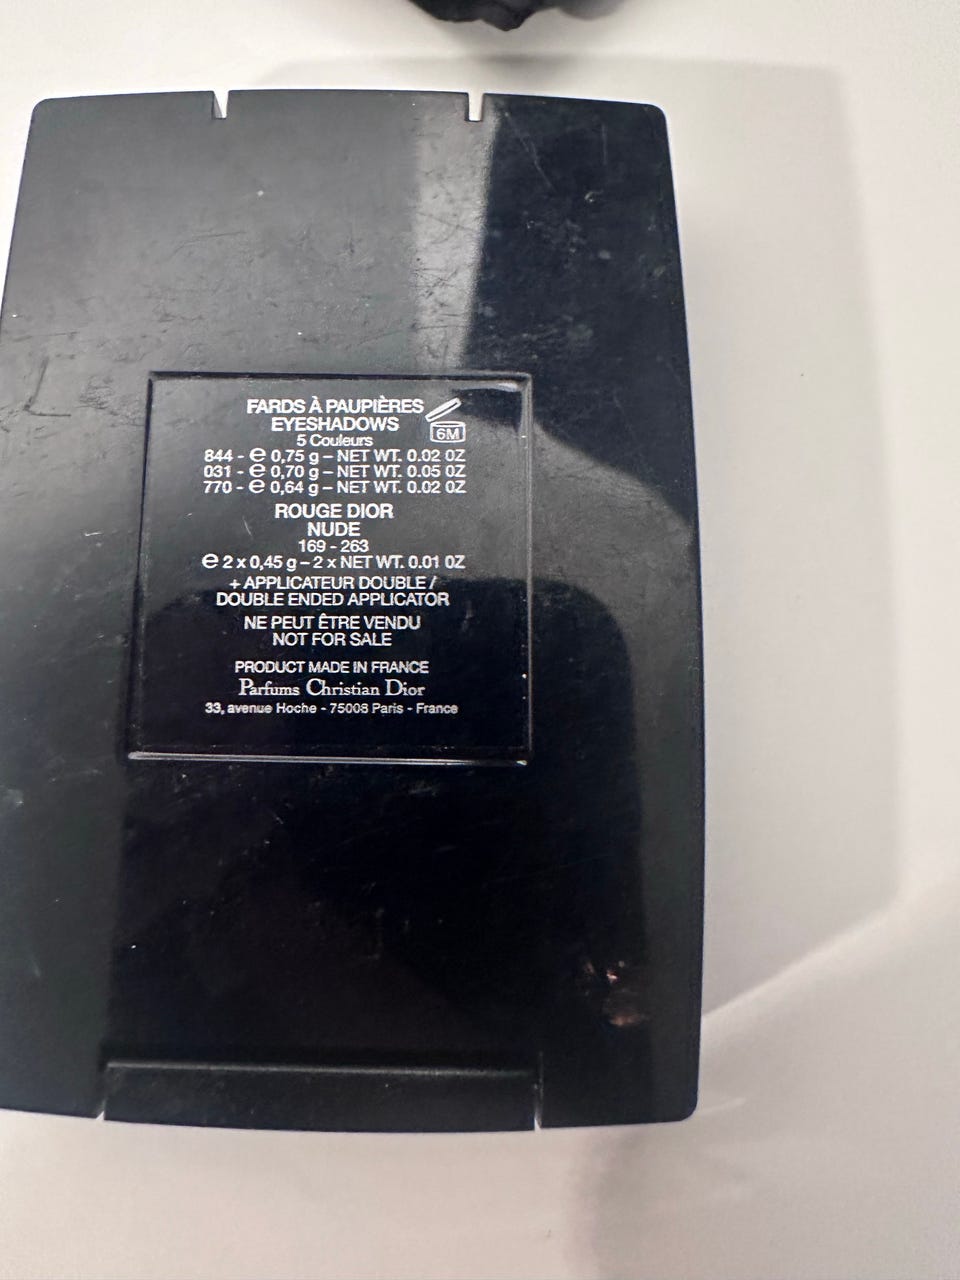 FARDS À PAUPIÈRES
EYESHADOWS
5 Couleurs
6M
844 - ℮ 0,75 g – NET WT. 0.02 OZ
031 - ℮ 0,70 g – NET WT. 0.05 OZ
770 - ℮ 0,64 g – NET WT. 0.02 OZ
ROUGE DIOR
NUDE
169 - 263
℮ 2 x 0,45 g – 2 x NET WT. 0.01 OZ
+ APPLICATEUR DOUBLE /
DOUBLE ENDED APPLICATOR
NE PEUT ÊTRE VENDU
NOT FOR SALE
PRODUCT MADE IN FRANCE
Parfums Christian Dior
33, avenue Hoche - 75008 Paris - France